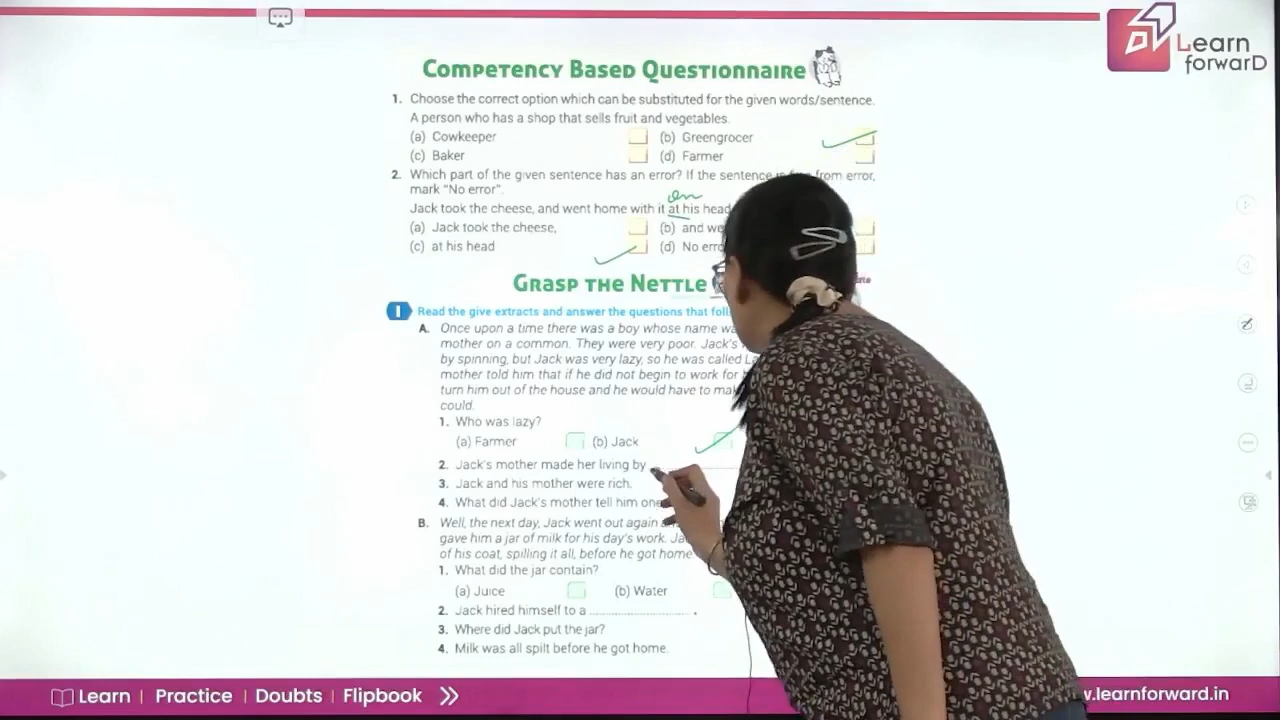 Learn
forwarD
Competency Based Questionnaire
1. Choose the correct option which can be substituted for the given words/sentence.
A person who has a shop that sells fruit and vegetables.
(a) Cowkeeper (b) Greengrocer
(c) Baker (d) Farmer
2. Which part of the given sentence has an error? If the sentence from error,
mark "No error".
on
Jack took the cheese, and went home with it at his head
(a) Jack took the cheese, (b) and
(c) at his head (d) No
Grasp the Nettle
I Read the give extracts and answer the questions that
A. Once upon a time there was a boy whose name
mother on a common. They were very poor. Jack's
by spinning, but Jack was very lazy, so he was called
mother told him that if he did not begin to work for
turn him out of the house and he would have to
could.
1. Who was lazy?
(a) Farmer (b) Jack
2. Jack's mother made her living by
3. Jack and his mother were rich.
4. What did Jack's mother tell him
B. Well, the next day, Jack went out again
gave him a jar of milk for his day's work.
of his coat, spilling it all, before he got home
1. What did the jar contain?
(a) Juice (b) Water
2. Jack hired himself to a .................... .
3. Where did Jack put the jar?
4. Milk was all spilt before he got home.
Learn | Practice | Doubts | Flipbook
.learnforward.in